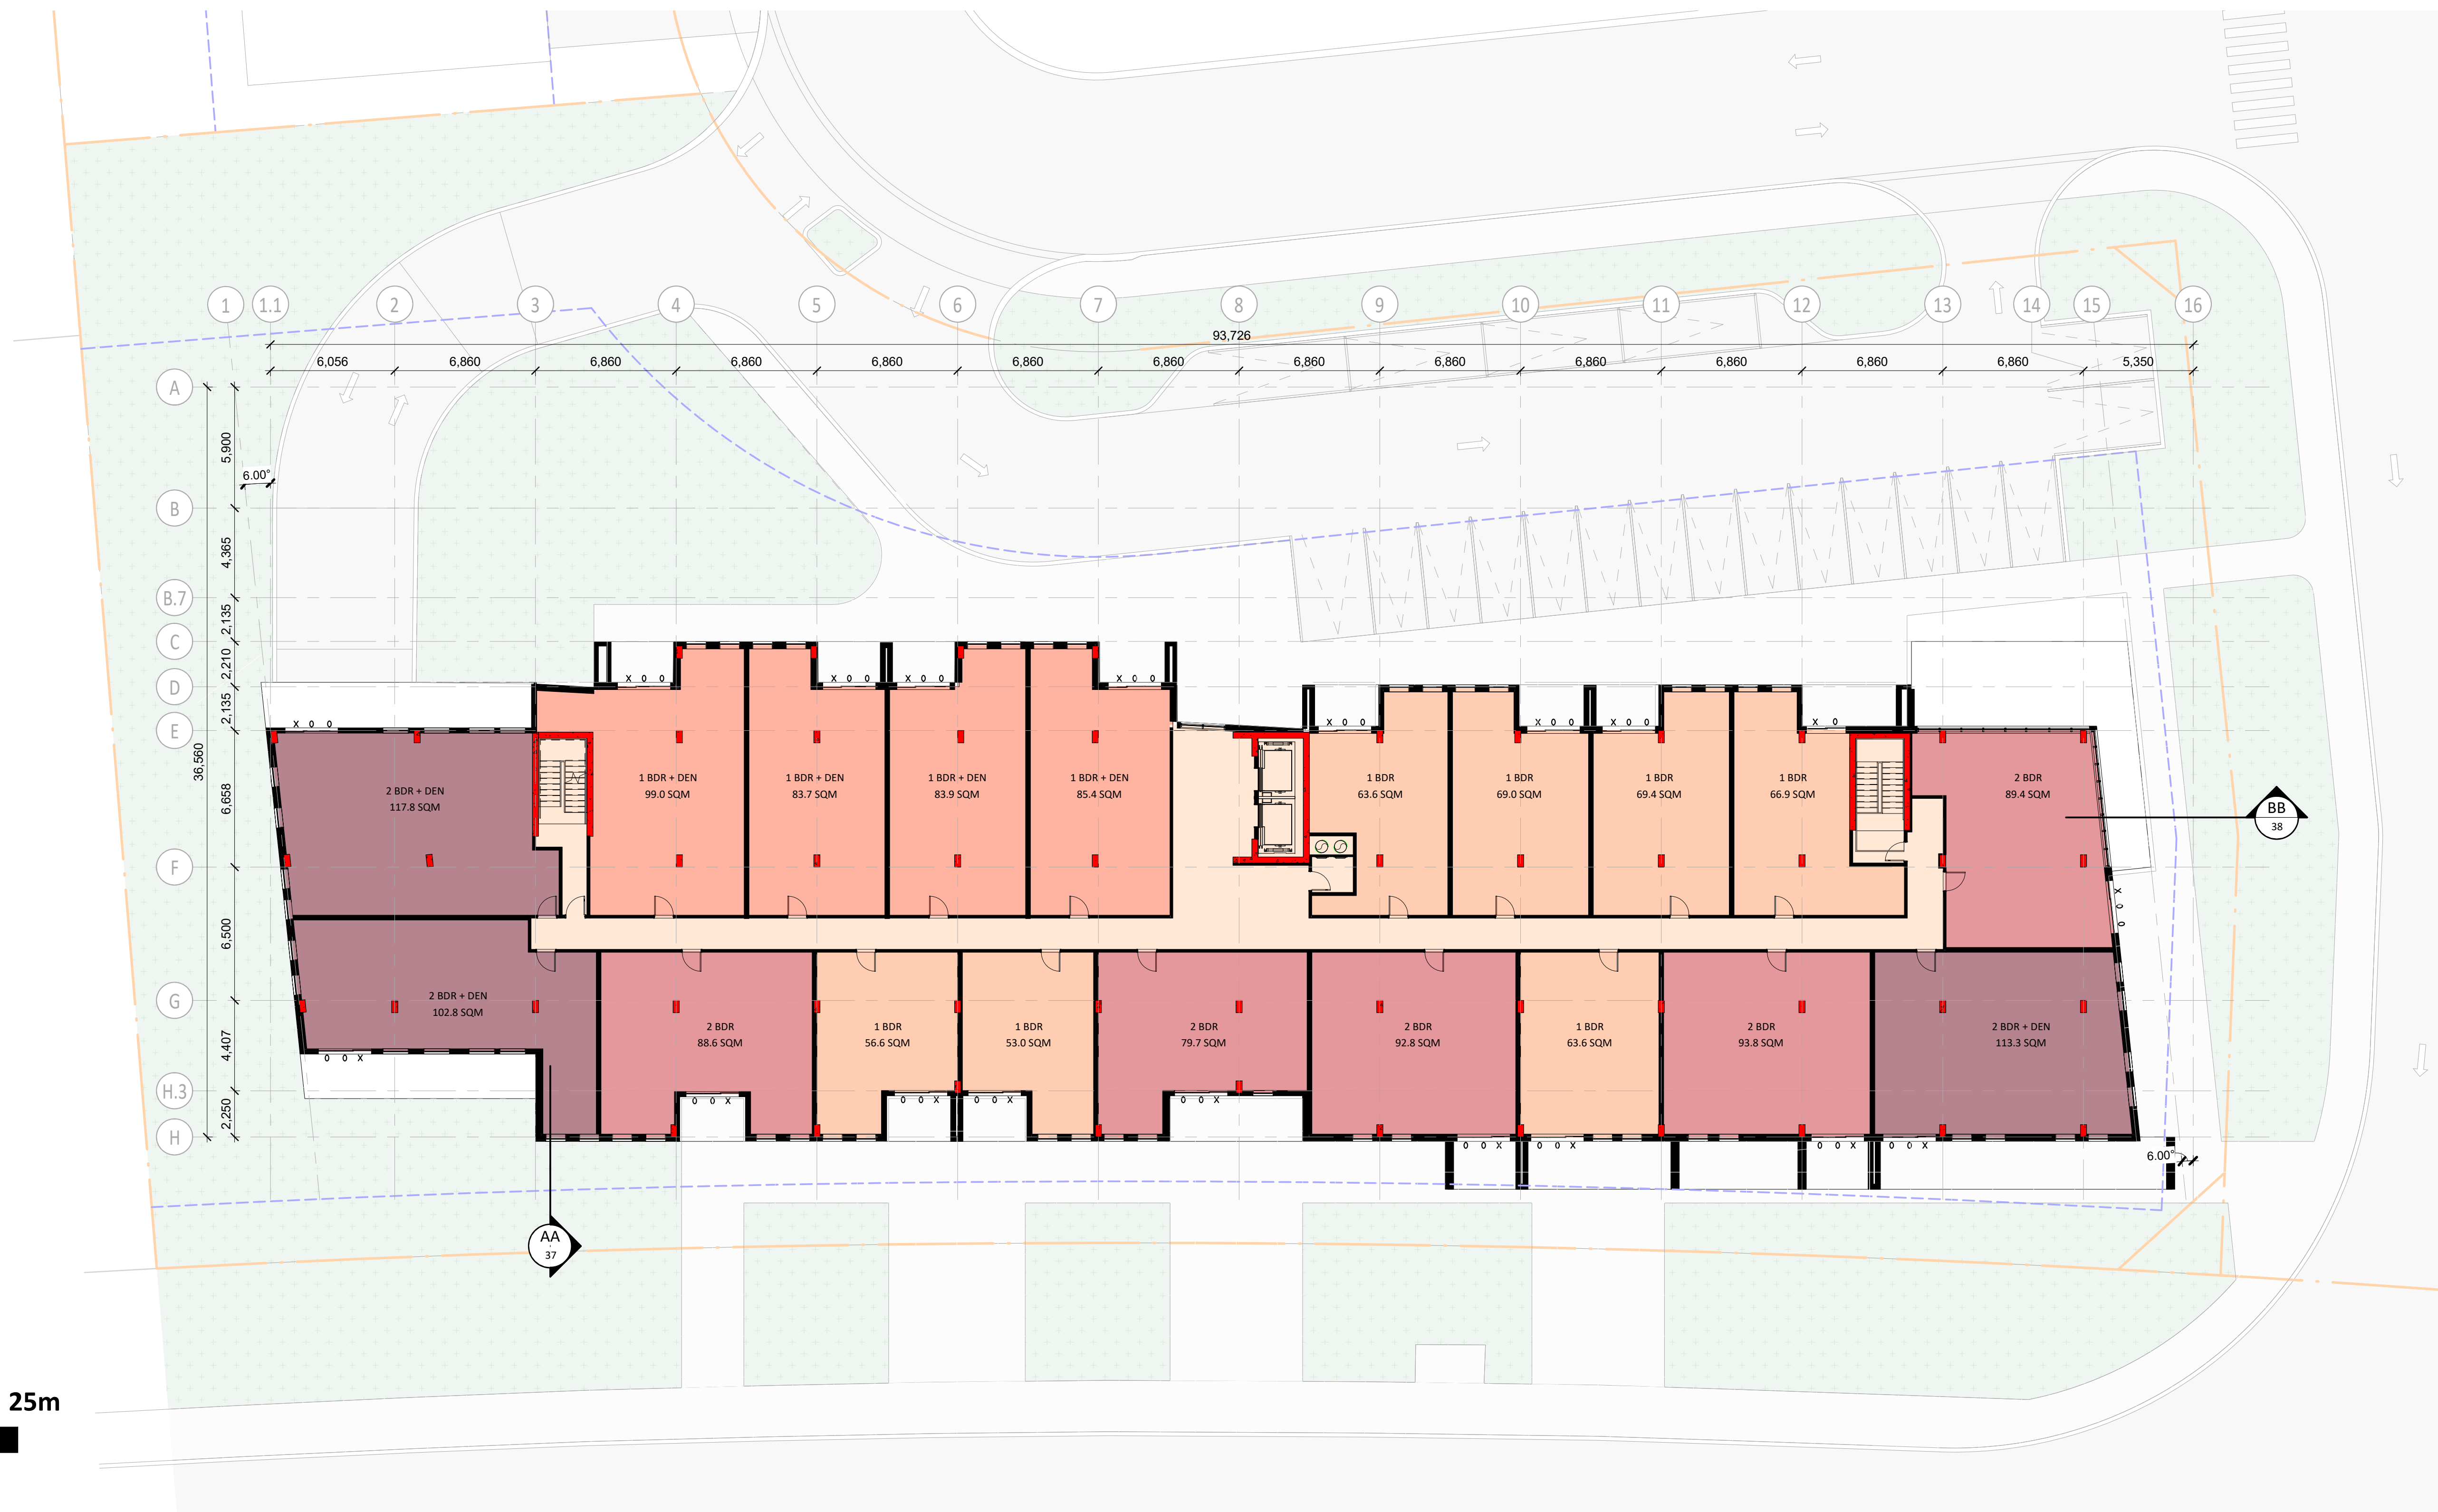 1
1.1
2
3
4
5
6
7
8
9
10
11
12
13
14
15
16
93,726
6,056
6,860
6,860
6,860
6,860
6,860
6,860
6,860
6,860
6,860
6,860
6,860
6,860
6,860
5,350
A
5,900
6.00°
B
4,365
B.7
2,135
C
2,210
D
2,135
E
36,560
6,658
F
6,500
G
4,407
H.3
2,250
H
X O O
X O O
X O O
X O O
X O O
X O O
X O O
X O O
X O
2 BDR + DEN
117.8 SQM
1 BDR + DEN
99.0 SQM
1 BDR + DEN
83.7 SQM
1 BDR + DEN
83.9 SQM
1 BDR + DEN
85.4 SQM
1 BDR
63.6 SQM
1 BDR
69.0 SQM
1 BDR
69.4 SQM
1 BDR
66.9 SQM
2 BDR
89.4 SQM
BB
38
X O O
2 BDR + DEN
102.8 SQM
2 BDR
88.6 SQM
1 BDR
56.6 SQM
1 BDR
53.0 SQM
2 BDR
79.7 SQM
2 BDR
92.8 SQM
1 BDR
63.6 SQM
2 BDR
93.8 SQM
2 BDR + DEN
113.3 SQM
O O X
O O X
O O X
O O X
O O X
O O X
O O X
O O X
O O X
6.00°
AA
37
25m